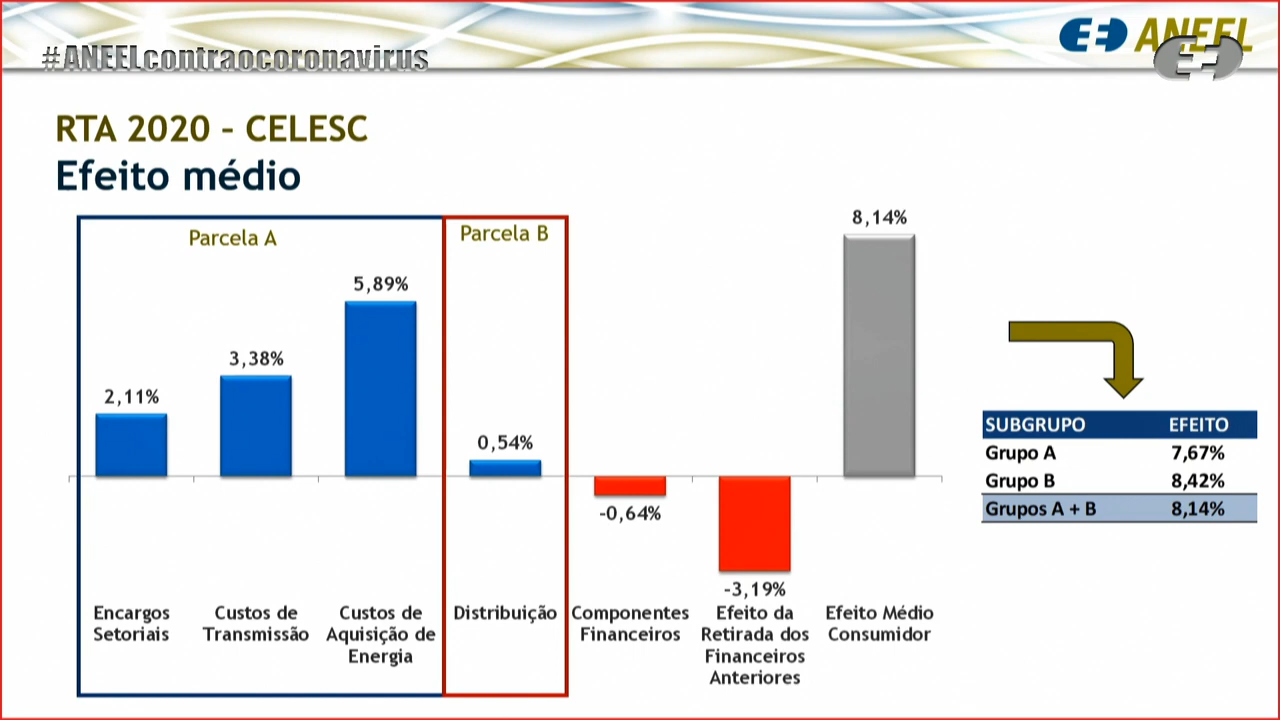 #ANEELcontraocoronavirus
ANEEL
RTA 2020 – CELESC
Efeito médio
Parcela A
Parcela B
2,11%
3,38%
5,89%
0,54%
-0,64%
-3,19%
8,14%
Encargos
Setoriais
Custos de
Transmissão
Custos de
Aquisição de
Energia
Distribuição
Componentes
Financeiros
Efeito da
Retirada dos
Financeiros
Anteriores
Efeito Médio
Consumidor
SUBGRUPO EFEITO
Grupo A 7,67%
Grupo B 8,42%
Grupos A + B 8,14%